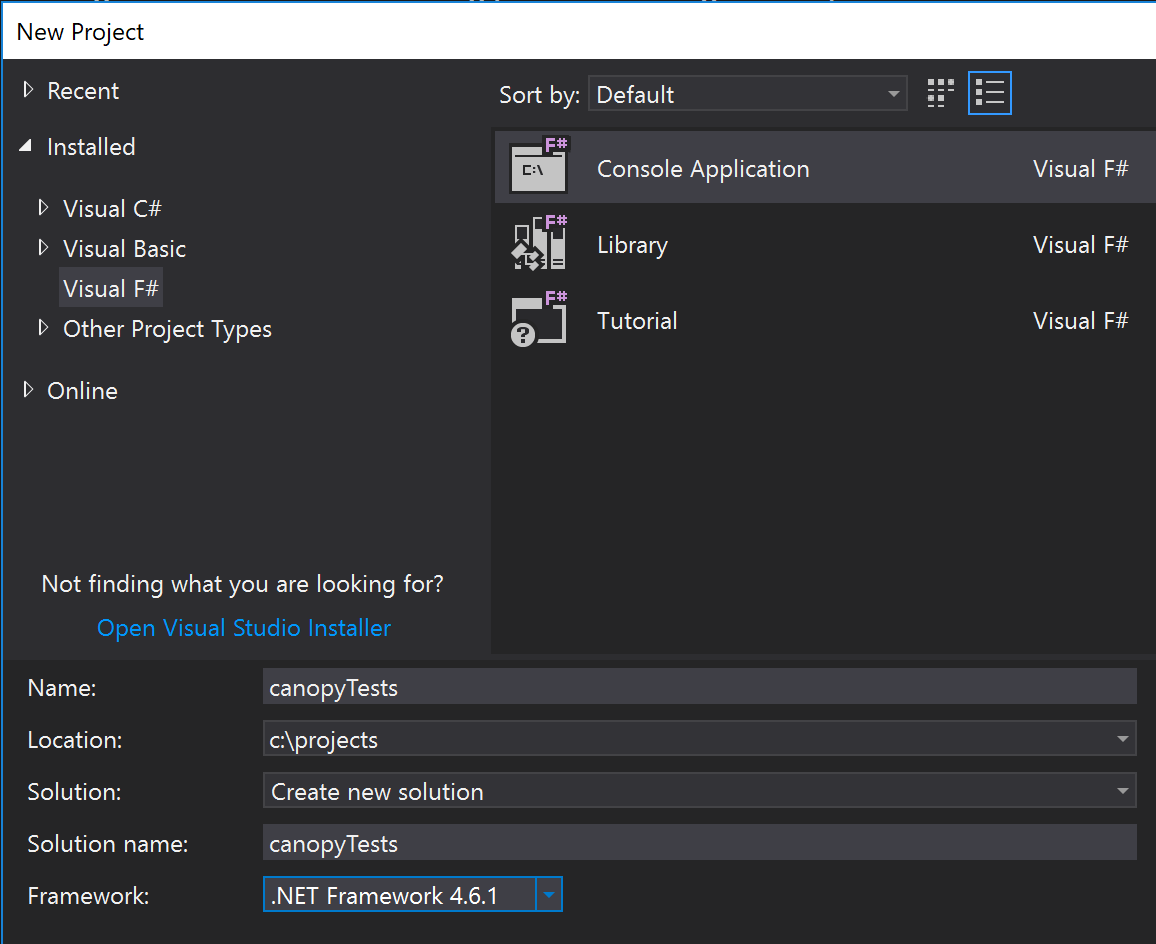 New Project
Recent
Installed
Visual C#
Visual Basic
Visual F#
Other Project Types
Online
Not finding what you are looking for?
Open Visual Studio Installer
Sort by: Default
F# C:\ Console Application Visual F#
F# Library Visual F#
F# ? Tutorial Visual F#
Name: canopyTests
Location: c:\projects
Solution: Create new solution
Solution name: canopyTests
Framework: .NET Framework 4.6.1